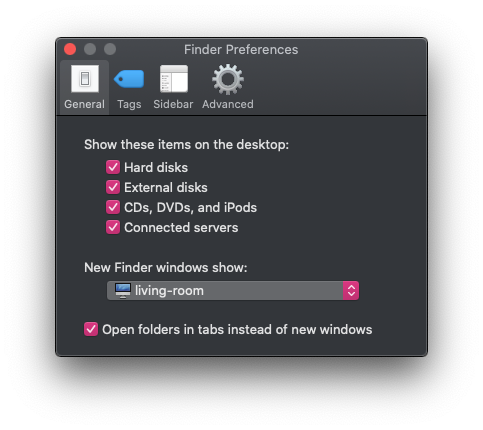 Finder Preferences
General Tags Sidebar Advanced
Show these items on the desktop:
Hard disks
External disks
CDs, DVDs, and iPods
Connected servers
New Finder windows show:
living-room
Open folders in tabs instead of new windows